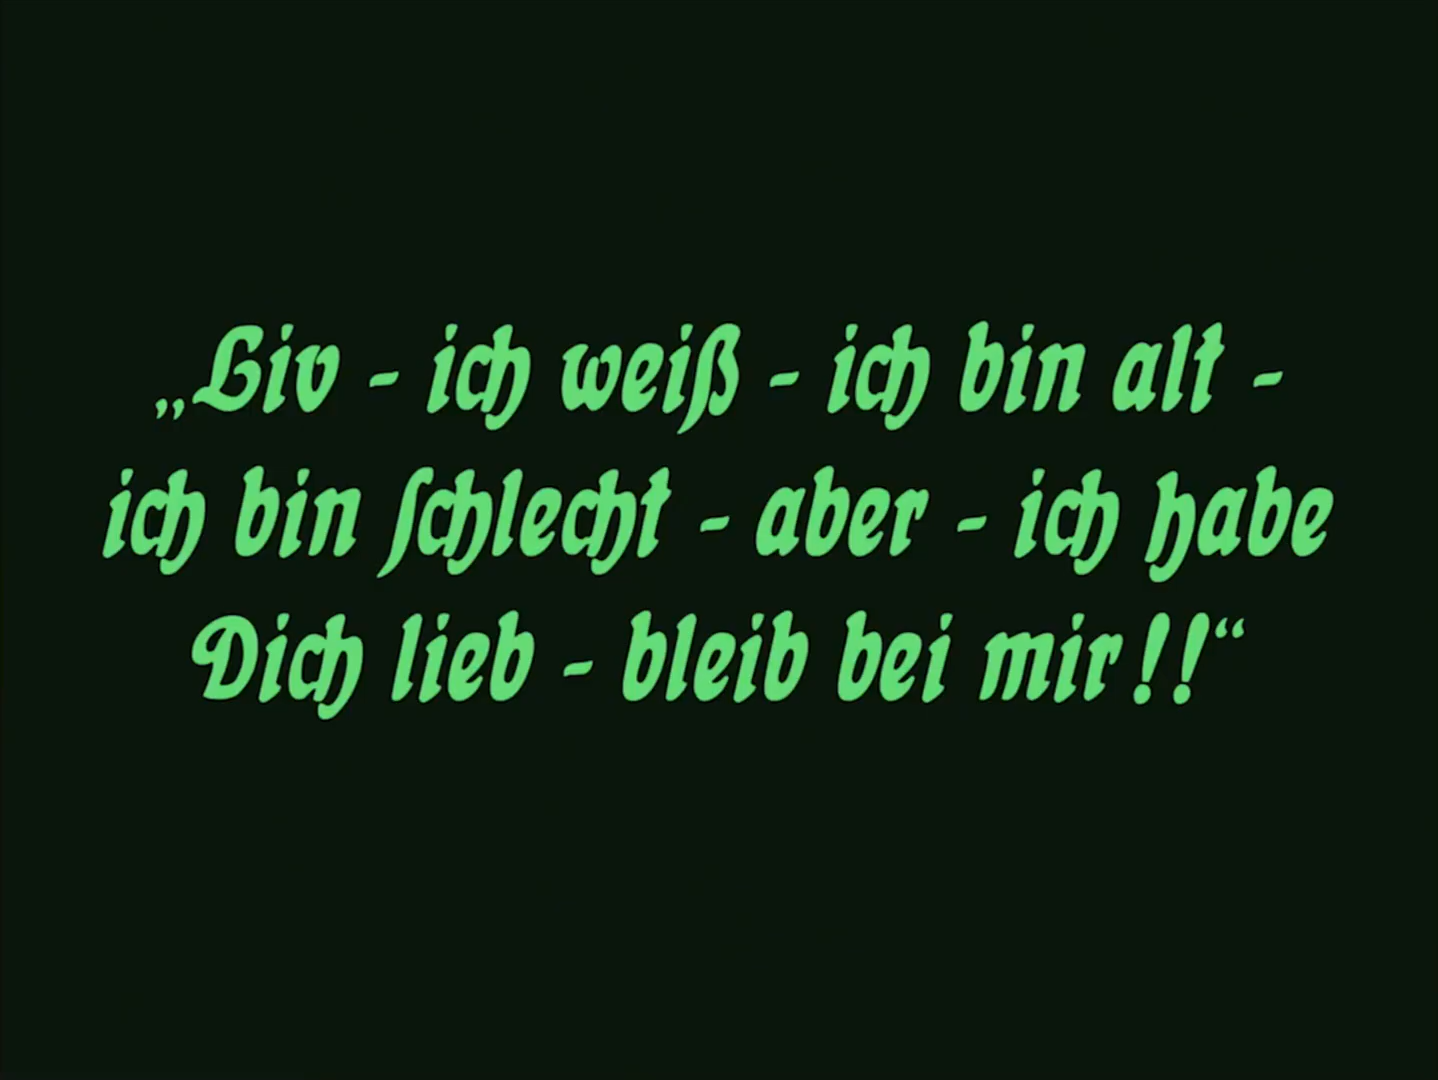 „Liv - ich weiß - ich bin alt -
ich bin ſchlecht - aber - ich habe
Dich lieb - bleib bei mir!!“